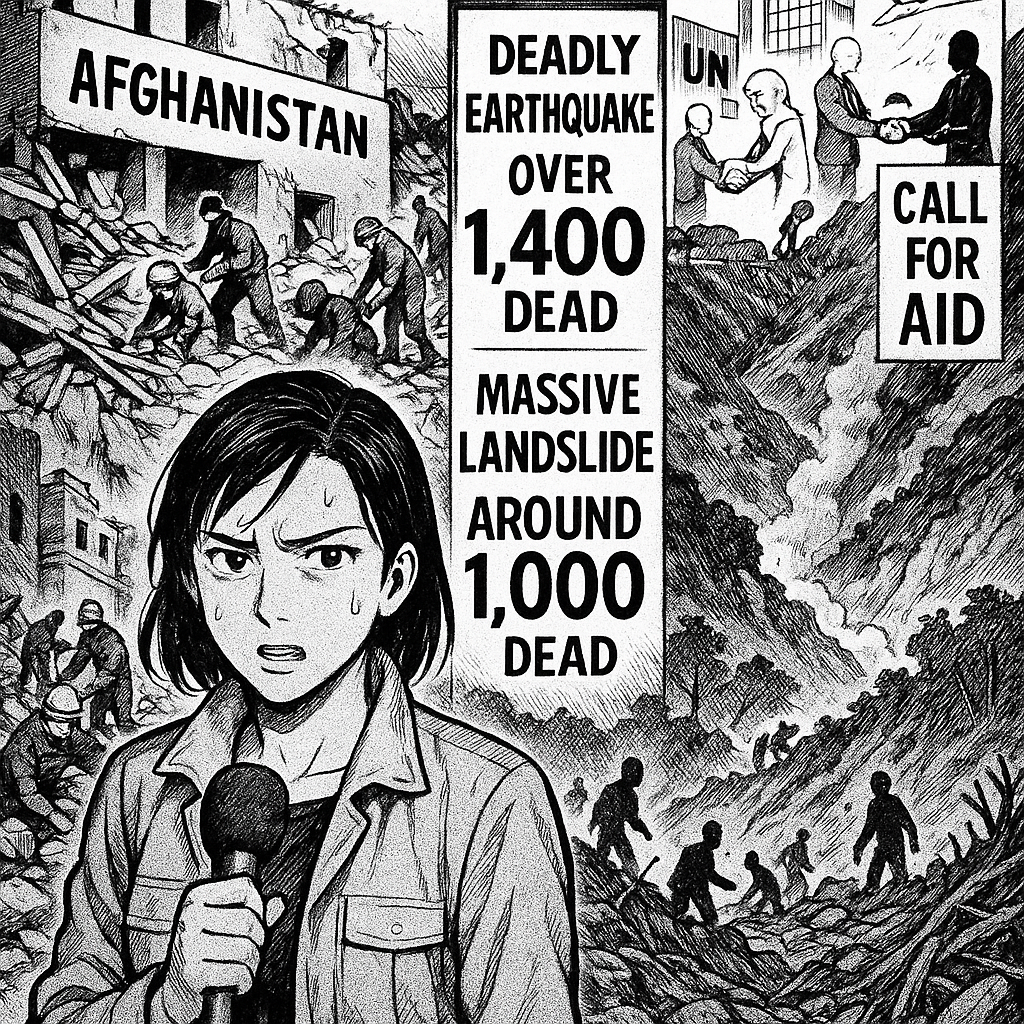 AFGHANISTAN
DEADLY
EARTHQUAKE
OVER
1,400
DEAD
MASSIVE
LANDSLIDE
AROUND
1,000
DEAD
UN
CALL
FOR
AID